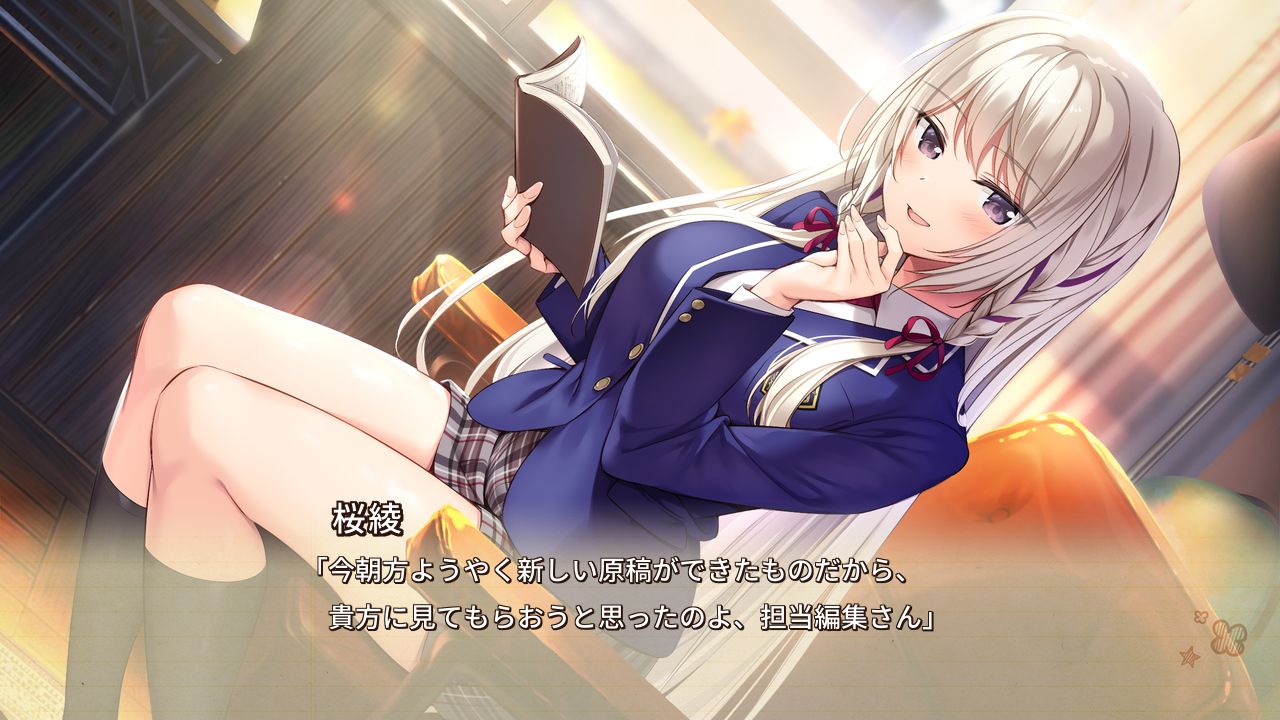 桜綾
「今朝方ようやく新しい原稿ができたものだから、
貴方に見てもらおうと思ったのよ、担当編集さん」